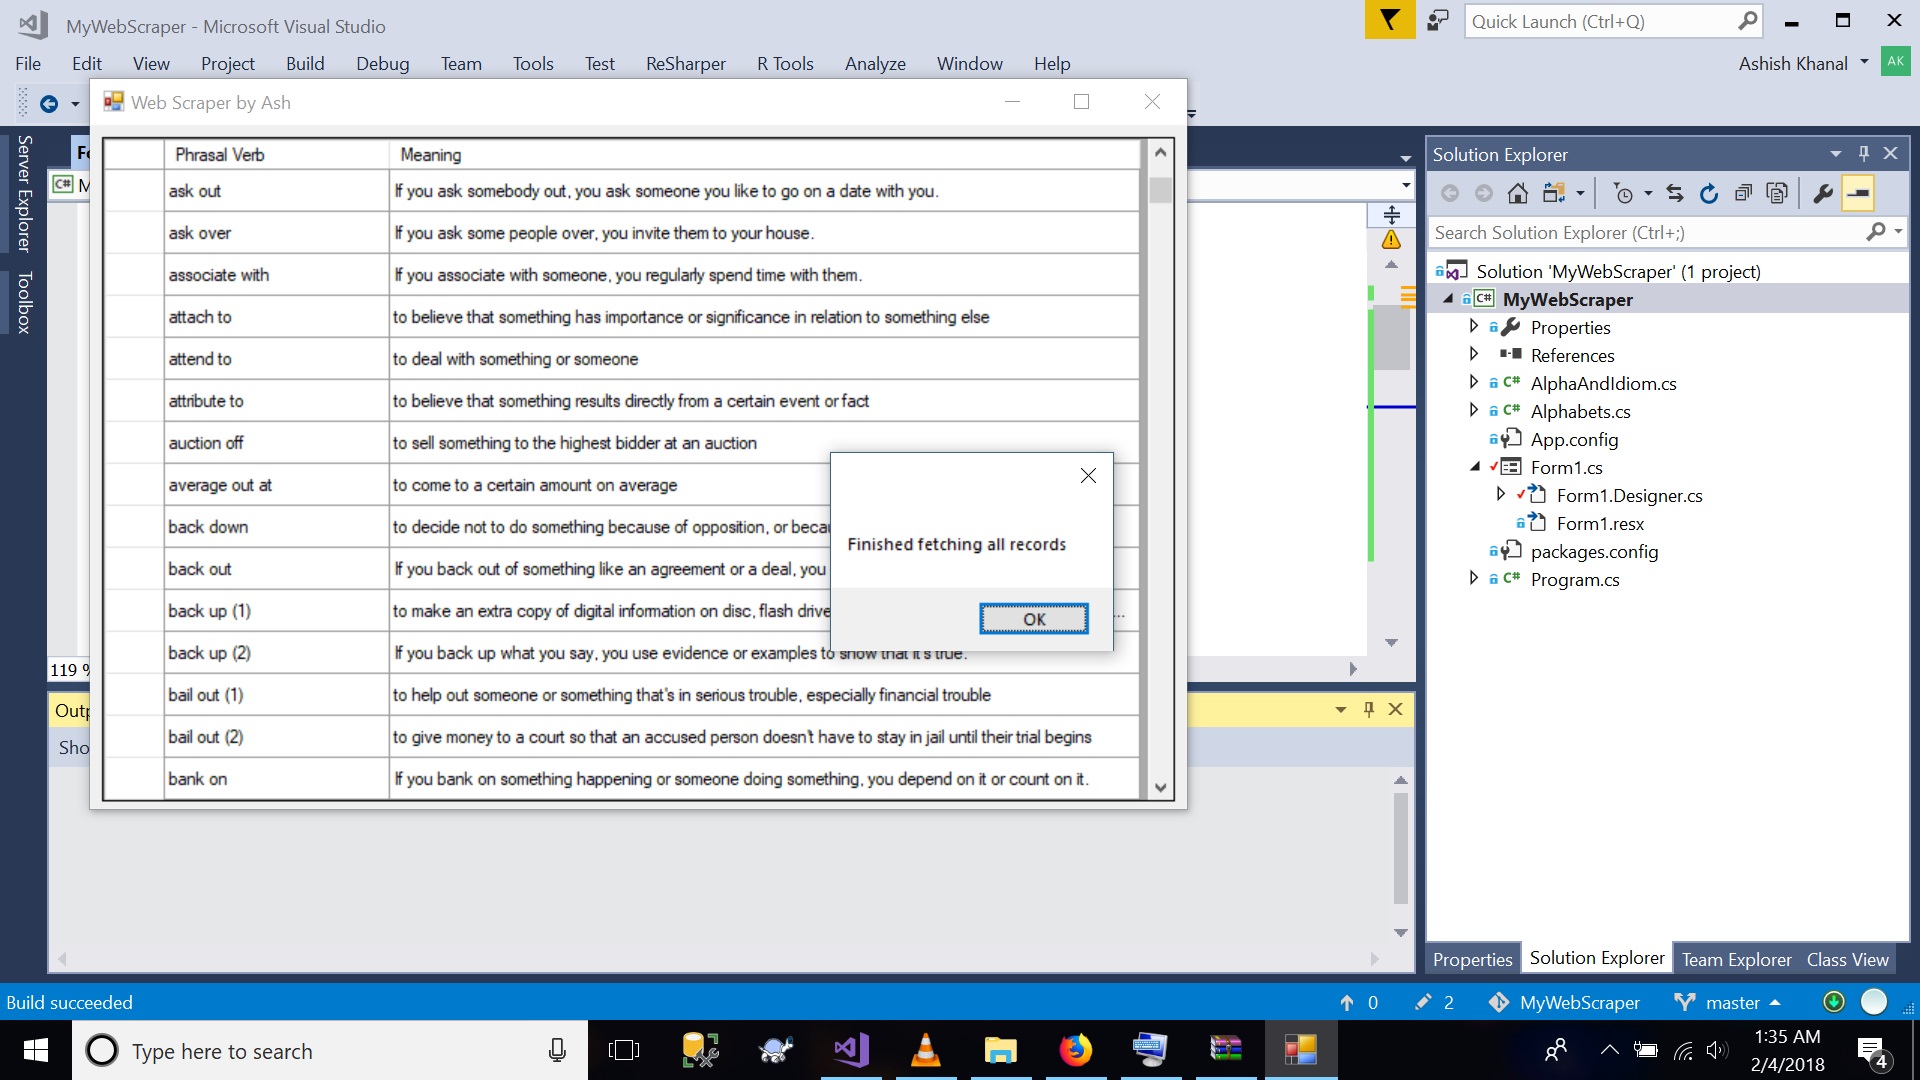 MyWebScraper - Microsoft Visual Studio
Quick Launch (Ctrl+Q)
File Edit View Project Build Debug Team Tools Test ReSharper R Tools Analyze Window Help
Ashish Khanal
AK
Web Scraper by Ash
Server Explorer
Toolbox
Fo
C# M
119 %
Outp
Sho
Phrasal Verb Meaning
ask out If you ask somebody out, you ask someone you like to go on a date with you.
ask over If you ask some people over, you invite them to your house.
associate with If you associate with someone, you regularly spend time with them.
attach to to believe that something has importance or significance in relation to something else
attend to to deal with something or someone
attribute to to believe that something results directly from a certain event or fact
auction off to sell something to the highest bidder at an auction
average out at to come to a certain amount on average
back down to decide not to do something because of opposition, or becau
back out If you back out of something like an agreement or a deal, you
back up (1) to make an extra copy of digital information on disc, flash drive ...
back up (2) If you back up what you say, you use evidence or examples to show that it's true.
bail out (1) to help out someone or something that's in serious trouble, especially financial trouble
bail out (2) to give money to a court so that an accused person doesn't have to stay in jail until their trial begins
bank on If you bank on something happening or someone doing something, you depend on it or count on it.
Finished fetching all records
OK
Solution Explorer
Search Solution Explorer (Ctrl+;)
Solution 'MyWebScraper' (1 project)
C# MyWebScraper
Properties
References
C# AlphaAndIdiom.cs
C# Alphabets.cs
App.config
Form1.cs
Form1.Designer.cs
Form1.resx
packages.config
C# Program.cs
Properties Solution Explorer Team Explorer Class View
Build succeeded
0 2 MyWebScraper master
Type here to search
1:35 AM
2/4/2018
4